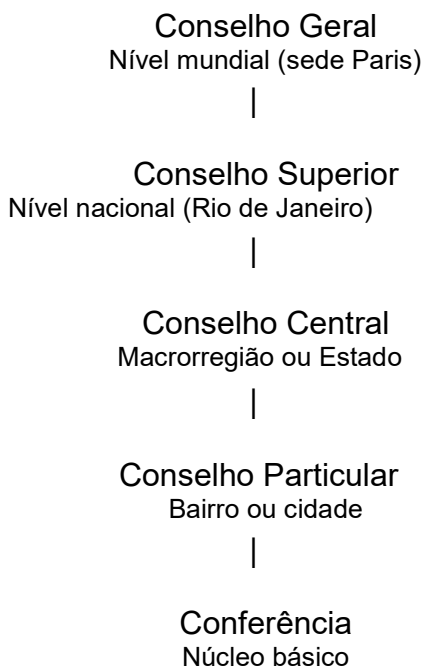 Conselho Geral
Nível mundial (sede Paris)
|
Conselho Superior
Nível nacional (Rio de Janeiro)
|
Conselho Central
Macrorregião ou Estado
|
Conselho Particular
Bairro ou cidade
|
Conferência
Núcleo básico